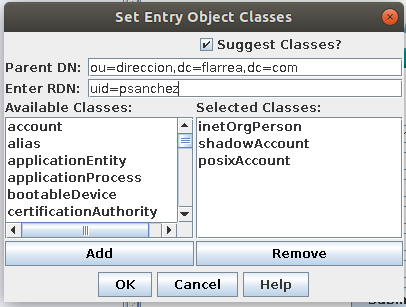 Set Entry Object Classes
Suggest Classes?
Parent DN: ou=direccion,dc=flarrea,dc=com
Enter RDN: uid=psanchez
Available Classes: Selected Classes:
account
alias
applicationEntity
applicationProcess
bootableDevice
certificationAuthority
inetOrgPerson
shadowAccount
posixAccount
Add Remove
OK Cancel Help